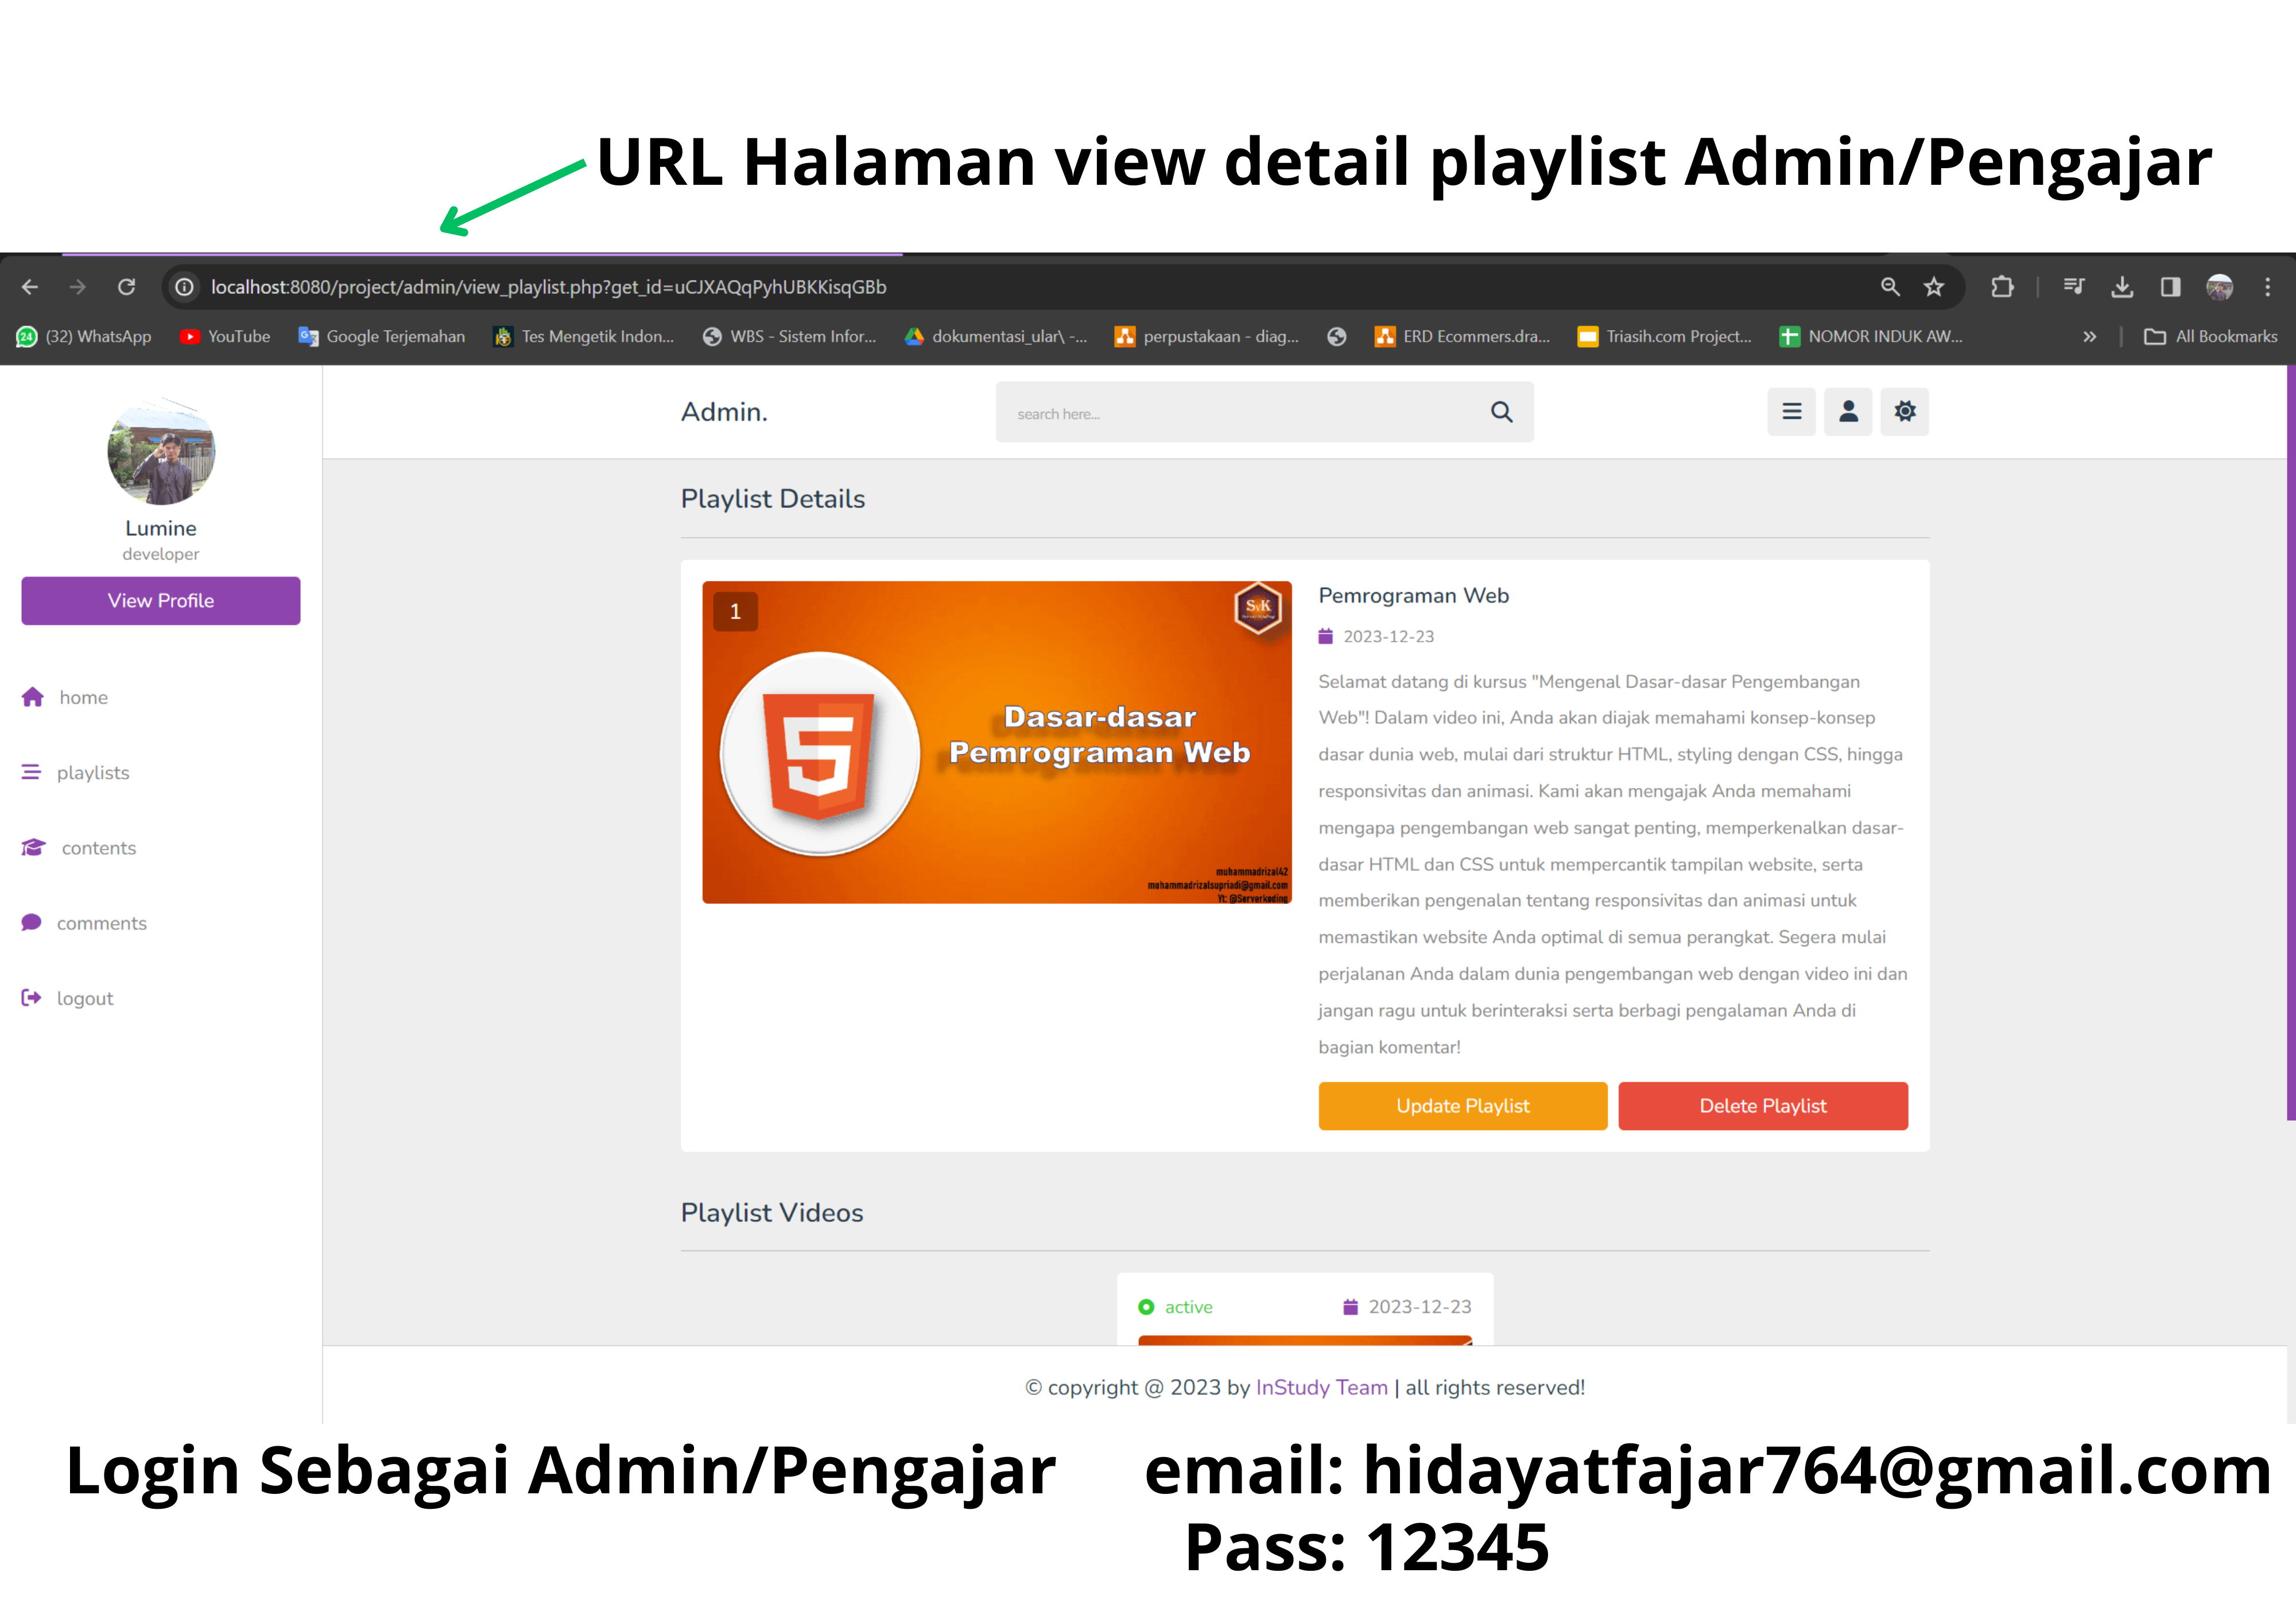 URL Halaman view detail playlist Admin/Pengajar
localhost:8080/project/admin/view_playlist.php?get_id=uCJXAQqPyhUBKKisqGBb
24 (32) WhatsApp YouTube Google Terjemahan Tes Mengetik Indon... WBS - Sistem Infor... dokumentasi_ular\ -... perpustakaan - diag... ERD Ecommers.dra... Triasih.com Project... NOMOR INDUK AW... » All Bookmarks
Admin.
search here...
Lumine
developer
View Profile
home
playlists
contents
comments
logout
Playlist Details
1
SvK
Dasar-dasar
Pemrograman Web
muhammadrizal42
muhammadrizalsupriadi@gmail.com
Yt: @Serverkoding
Pemrograman Web
2023-12-23
Selamat datang di kursus "Mengenal Dasar-dasar Pengembangan
Web"! Dalam video ini, Anda akan diajak memahami konsep-konsep
dasar dunia web, mulai dari struktur HTML, styling dengan CSS, hingga
responsivitas dan animasi. Kami akan mengajak Anda memahami
mengapa pengembangan web sangat penting, memperkenalkan dasar-
dasar HTML dan CSS untuk mempercantik tampilan website, serta
memberikan pengenalan tentang responsivitas dan animasi untuk
memastikan website Anda optimal di semua perangkat. Segera mulai
perjalanan Anda dalam dunia pengembangan web dengan video ini dan
jangan ragu untuk berinteraksi serta berbagi pengalaman Anda di
bagian komentar!
Update Playlist
Delete Playlist
Playlist Videos
active
2023-12-23
© copyright @ 2023 by InStudy Team | all rights reserved!
Login Sebagai Admin/Pengajar
email: hidayatfajar764@gmail.com
Pass: 12345